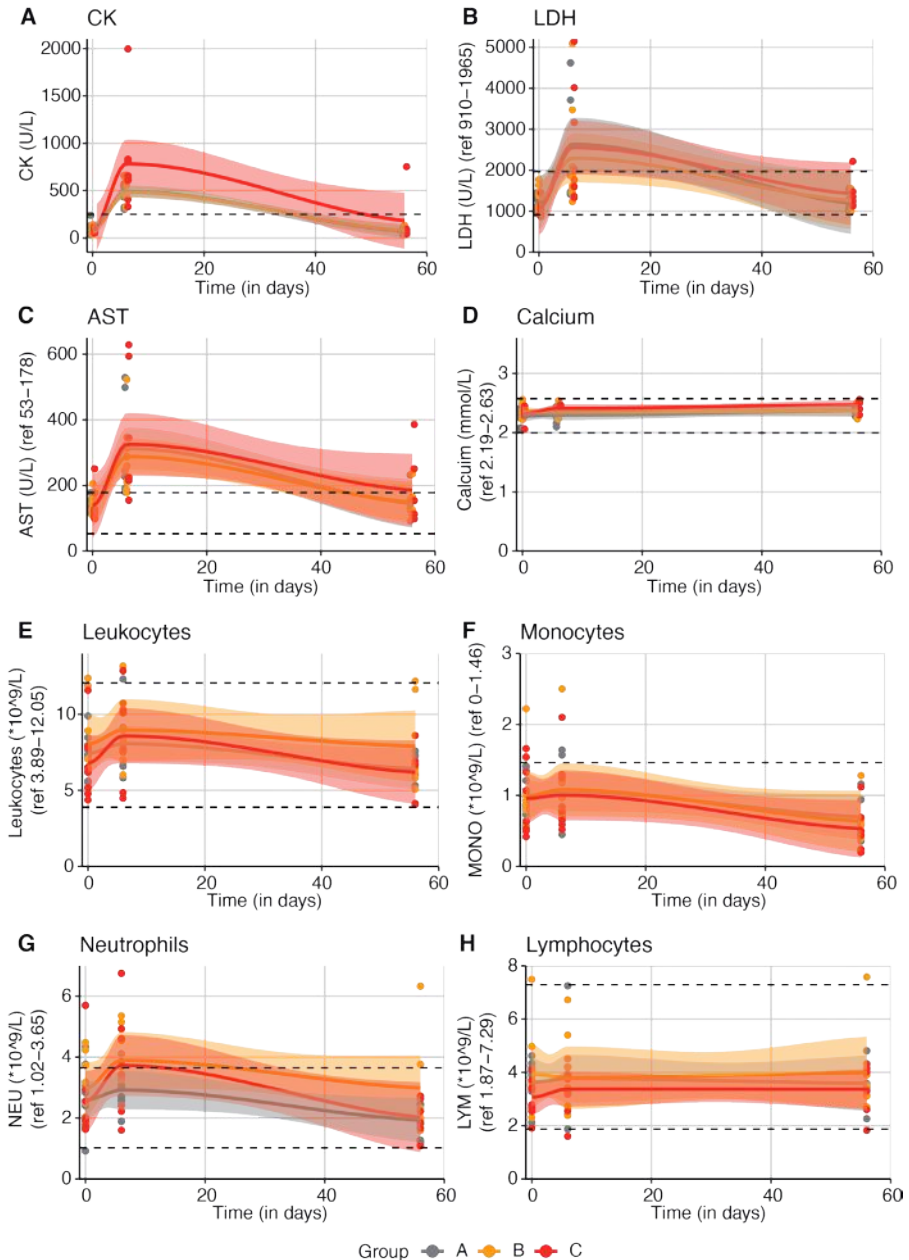 A CK
CK (U/L)
2000
1500
1000
500
0
0 20 40 60
Time (in days)
B LDH
LDH (U/L) (ref 910–1965)
5000
4000
3000
2000
1000
0
0 20 40 60
Time (in days)
C AST
AST (U/L) (ref 53–178)
600
400
200
0
0 20 40 60
Time (in days)
D Calcium
Calcuim (mmol/L)
(ref 2.19–2.63)
3
2
1
0
0 20 40 60
Time (in days)
E Leukocytes
Leukocytes (*10^9/L)
(ref 3.89–12.05)
10
5
0
0 20 40 60
Time (in days)
F Monocytes
MONO (*10^9/L) (ref 0–1.46)
3
2
1
0
0 20 40 60
Time (in days)
G Neutrophils
NEU (*10^9/L)
(ref 1.02–3.65)
6
4
2
0
0 20 40 60
Time (in days)
H Lymphocytes
LYM (*10^9/L)
(ref 1.87–7.29)
8
6
4
2
0
0 20 40 60
Time (in days)
Group A B C